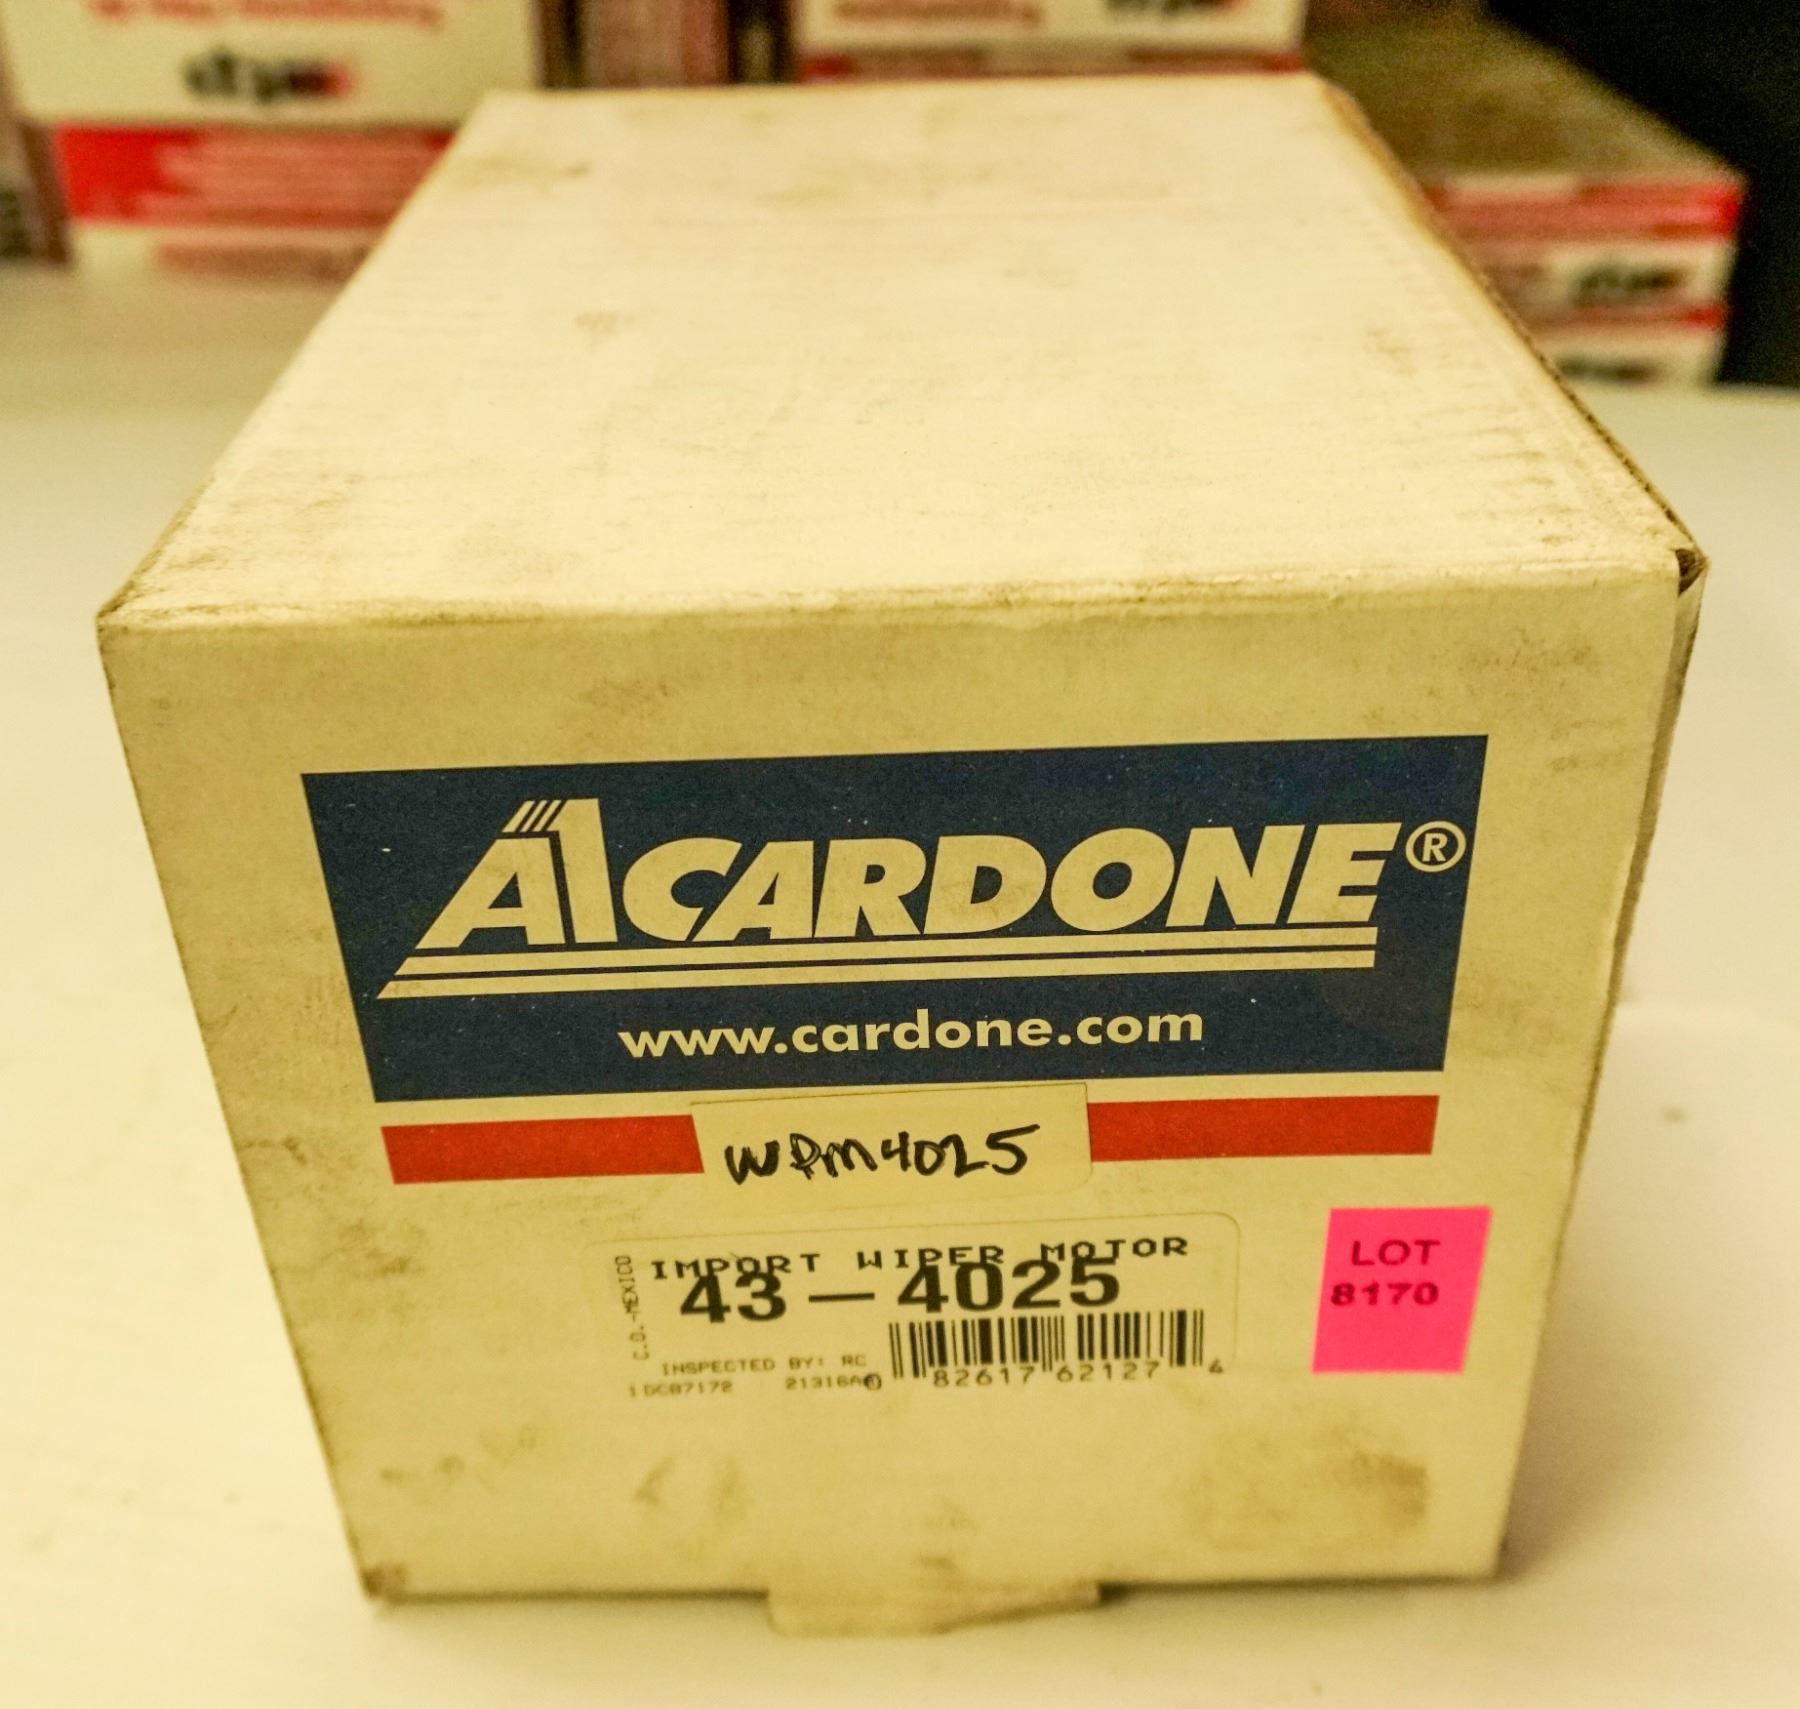 A1CARDONE®
www.cardone.com
WPM4025
IMPORT WIPER MOTOR
43-4025
C.O.-MEXICO
INSPECTED BY: RC
82617 62127 4
LOT
8170